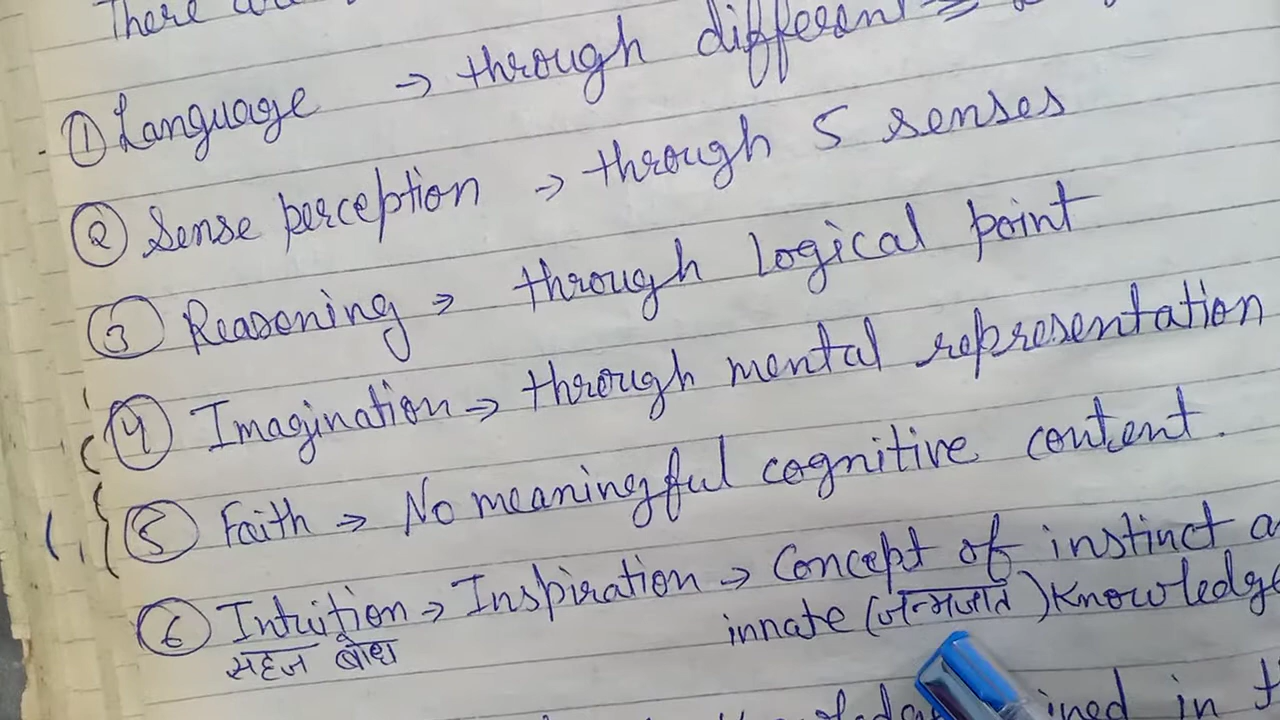 There are
① Language → through different
② Sense perception → through 5 senses
③ Reasoning → through logical point
④ Imagination → through mental representation
⑤ Faith → No meaningful cognitive content.
⑥ Intuition → Inspiration → Concept of instinct
सहज बोध innate (जन्मजात) Knowledge
in